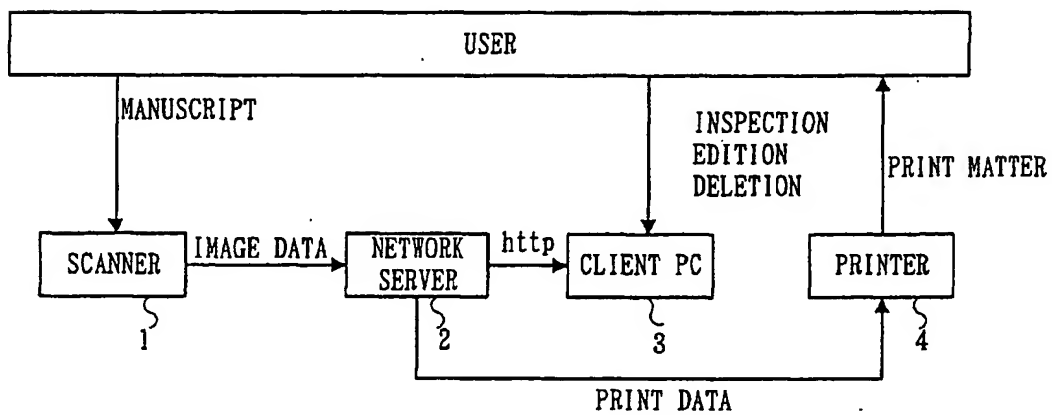 USER
MANUSCRIPT
INSPECTION
EDITION
DELETION
PRINT MATTER
SCANNER
IMAGE DATA
NETWORK
SERVER
http
CLIENT PC
PRINTER
1
2
3
4
PRINT DATA